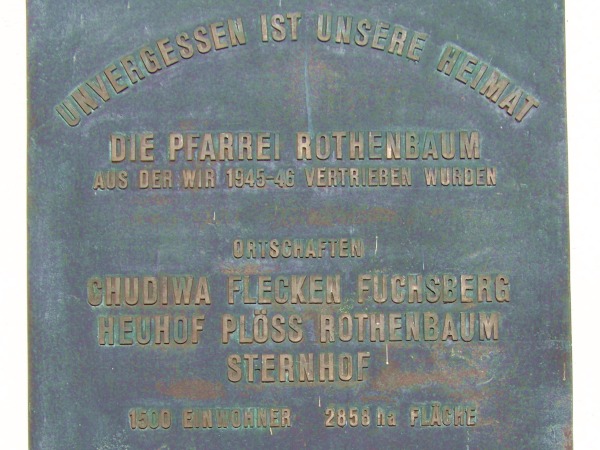 UNVERGESSEN IST UNSERE HEIMAT
DIE PFARREI ROTHENBAUM
AUS DER WIR 1945-46 VERTRIEBEN WURDEN
ORTSCHAFTEN
CHUDIWA FLECKEN FUCHSBERG
HEUHOF PLÖSS ROTHENBAUM
STERNHOF
1500 EINWOHNER 2858 ha FLÄCHE